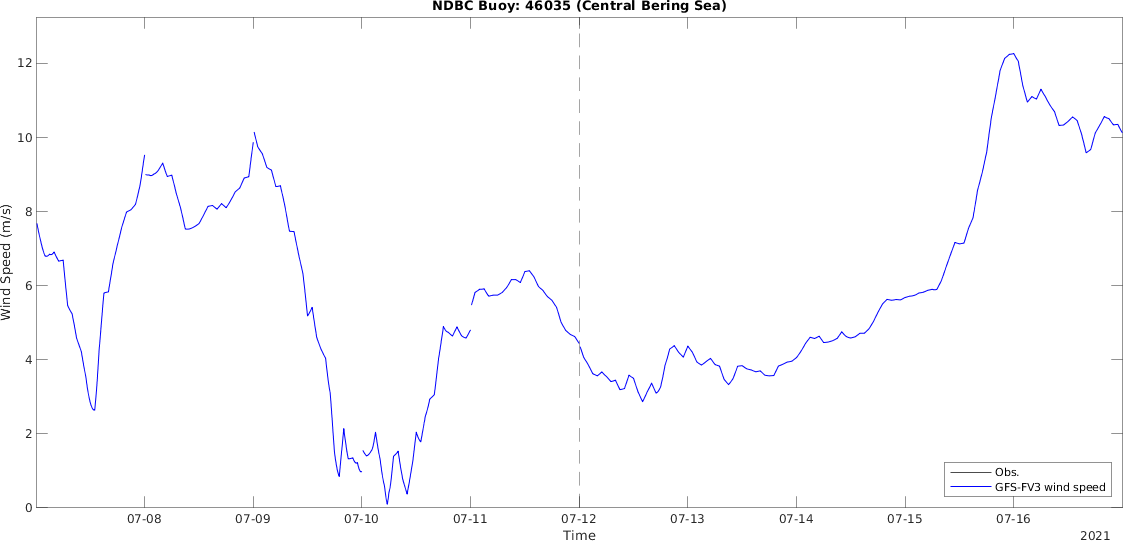 NDBC Buoy: 46035 (Central Bering Sea)
12
10
8
6
4
2
0
Wind Speed (m/s)
07-08 07-09 07-10 07-11 07-12 07-13 07-14 07-15 07-16
Time
2021
Obs.
GFS-FV3 wind speed